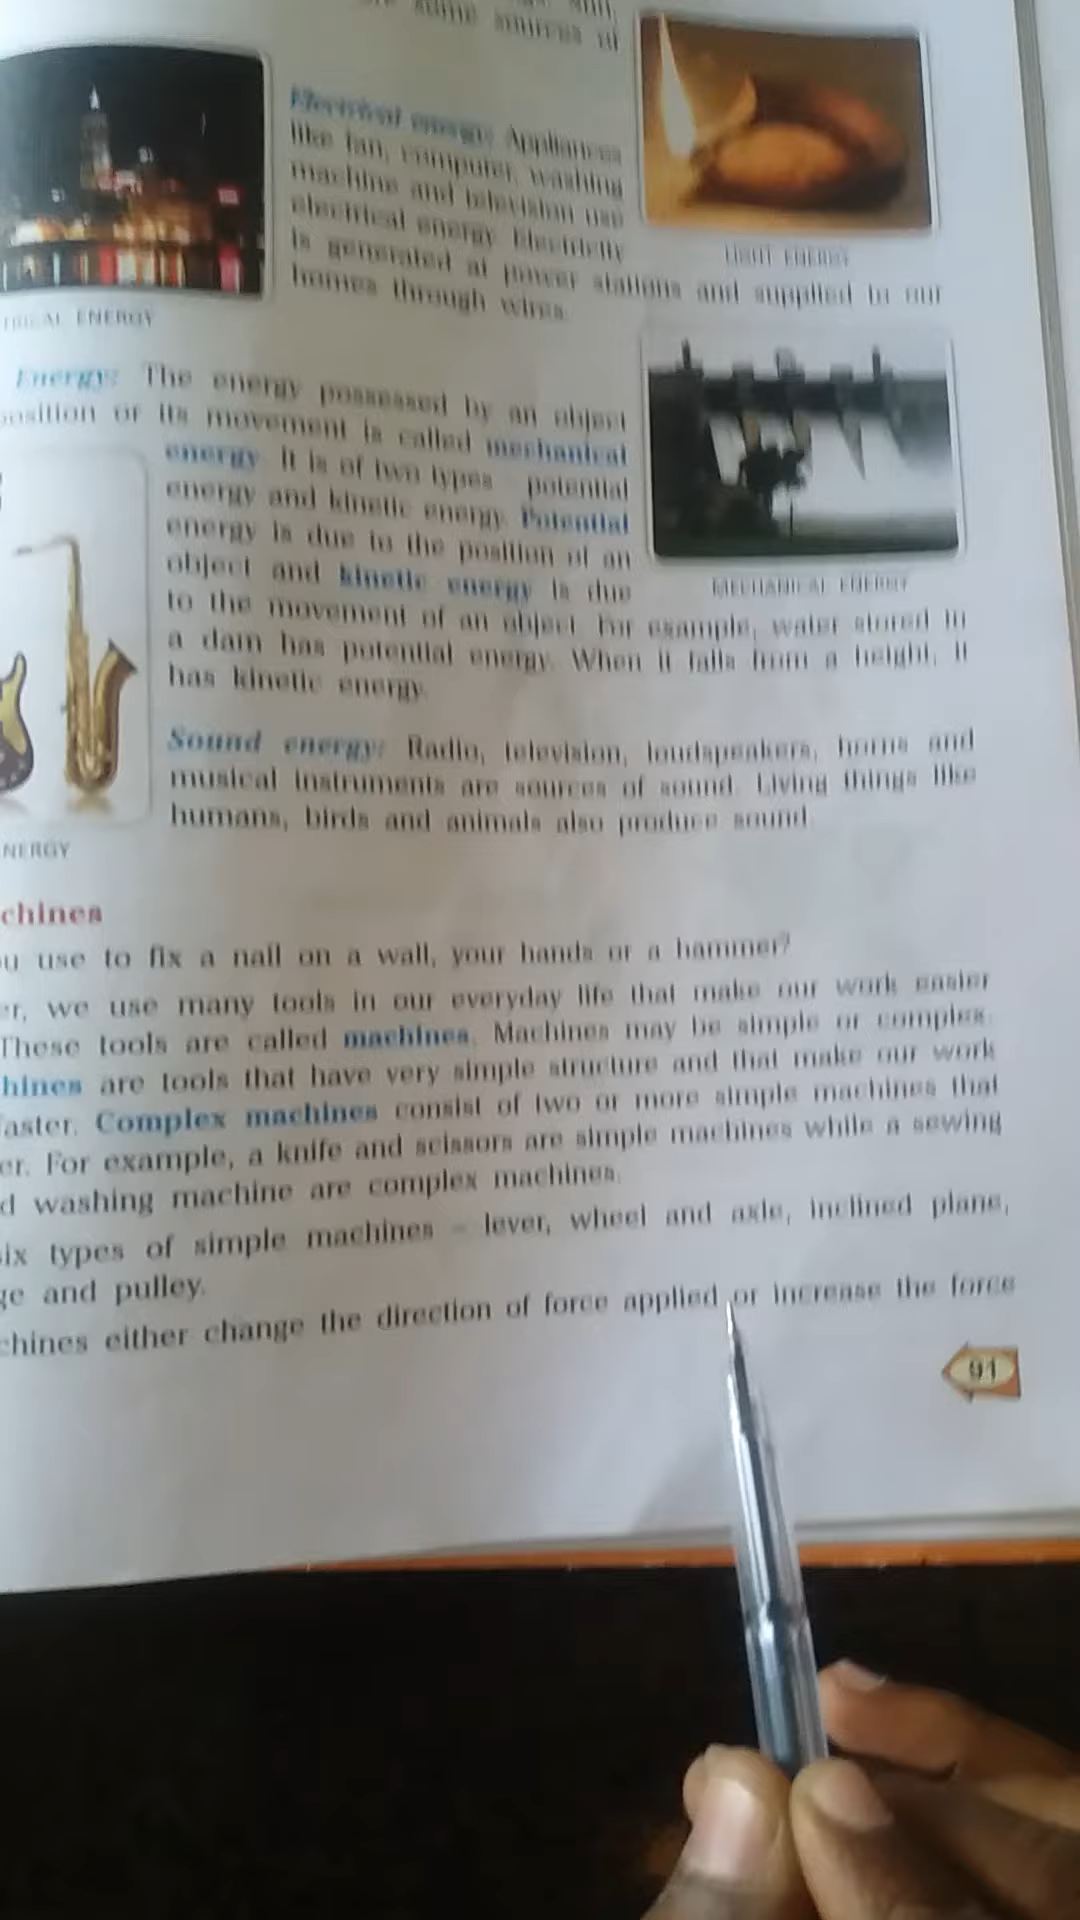 some sources of
Electrical energy: Appliances
like fan, computer, washing
machine and television use
electrical energy. Electricity
is generated at power stations and supplied to our
homes through wires.
LIGHT ENERGY
ENERGY
Energy: The energy possessed by an object
position or its movement is called mechanical
energy. It is of two types potential
energy and kinetic energy. Potential
energy is due to the position of an
object and kinetic energy is due
to the movement of an object. For example, water stored in
a dam has potential energy. When it falls from a height, it
has kinetic energy.
MECHANICAL ENERGY
Sound energy: Radio, television, loudspeakers, horns and
musical instruments are sources of sound. Living things like
humans, birds and animals also produce sound.
NERGY
chines
u use to fix a nail on a wall, your hands or a hammer?
er, we use many tools in our everyday life that make our work easier
These tools are called machines. Machines may be simple or complex.
hines are tools that have very simple structure and that make our work
faster. Complex machines consist of two or more simple machines that
er. For example, a knife and scissors are simple machines while a sewing
d washing machine are complex machines.
six types of simple machines – lever, wheel and axle, inclined plane,
ge and pulley.
chines either change the direction of force applied or increase the force
91